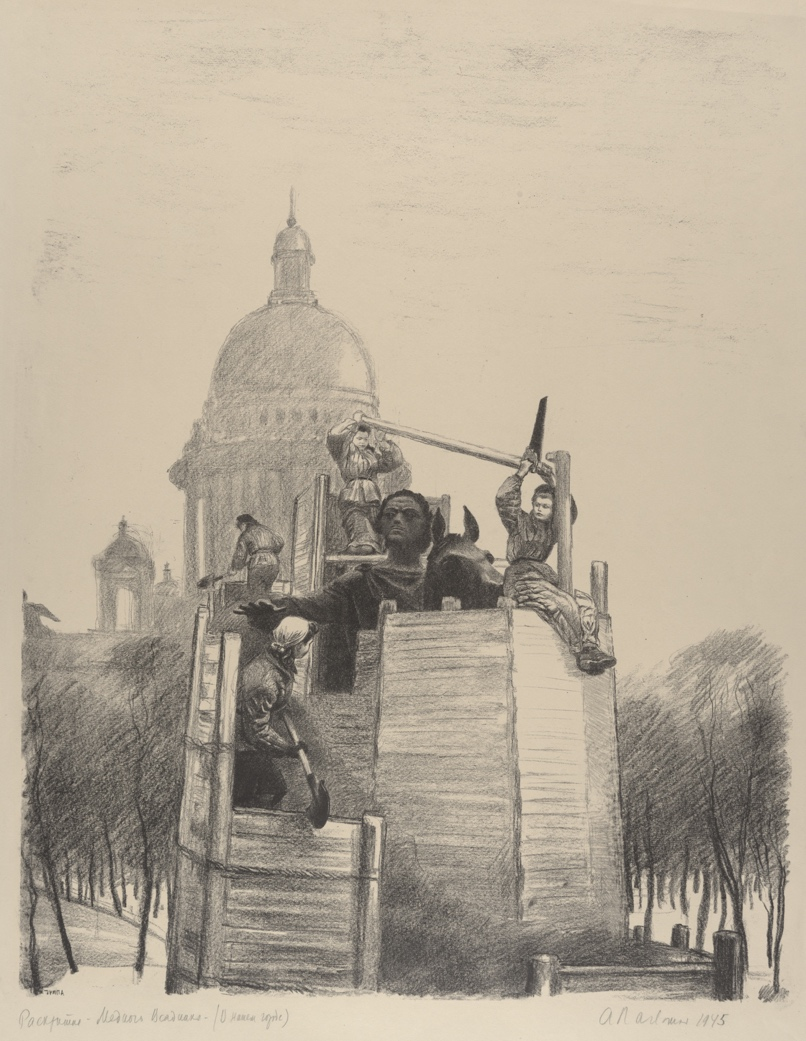 Раскрытие - Медного Всадника - (В нашем городе) А Пахомов 1945